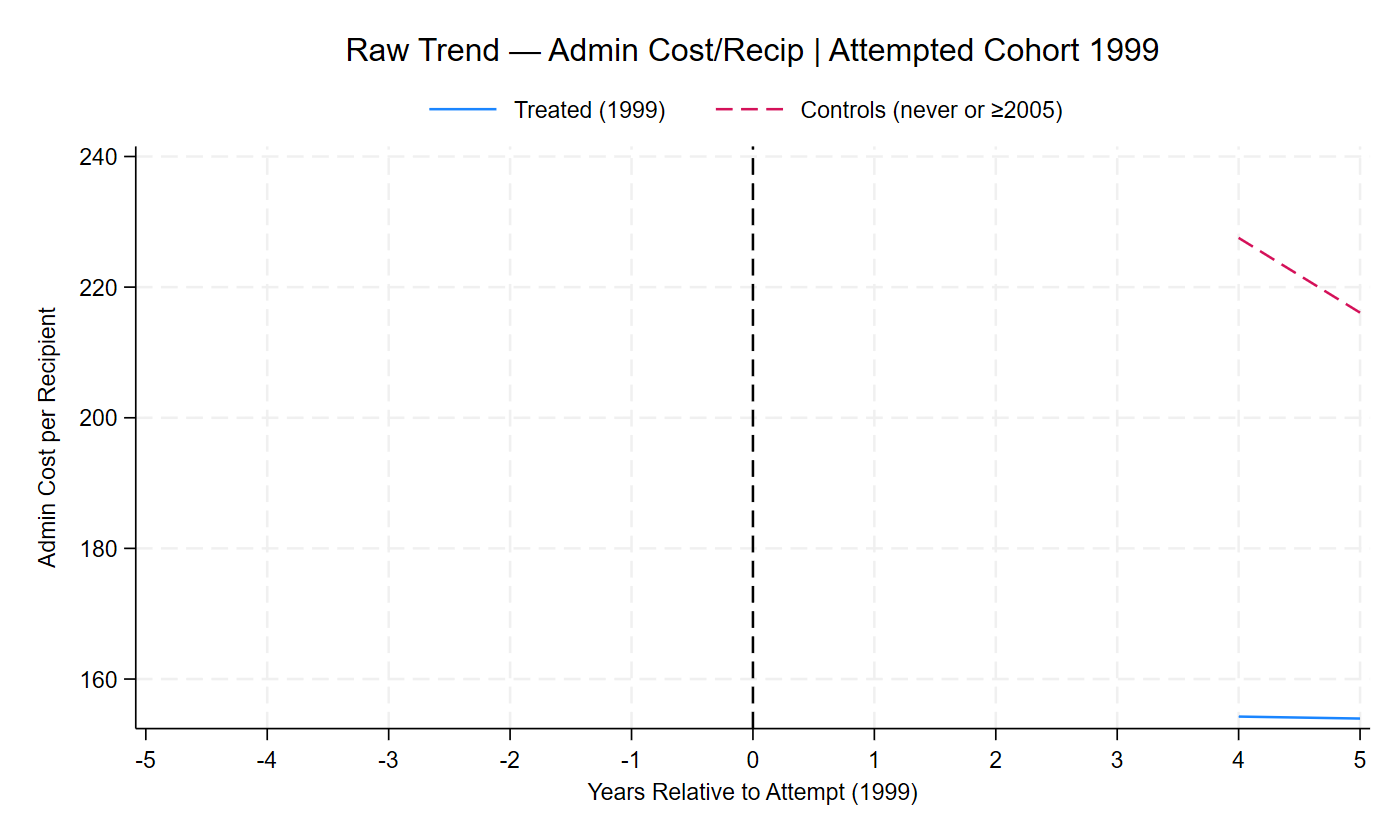 Raw Trend — Admin Cost/Recip | Attempted Cohort 1999
Treated (1999) Controls (never or ≥2005)
240
220
200
180
160
Admin Cost per Recipient
-5 -4 -3 -2 -1 0 1 2 3 4 5
Years Relative to Attempt (1999)